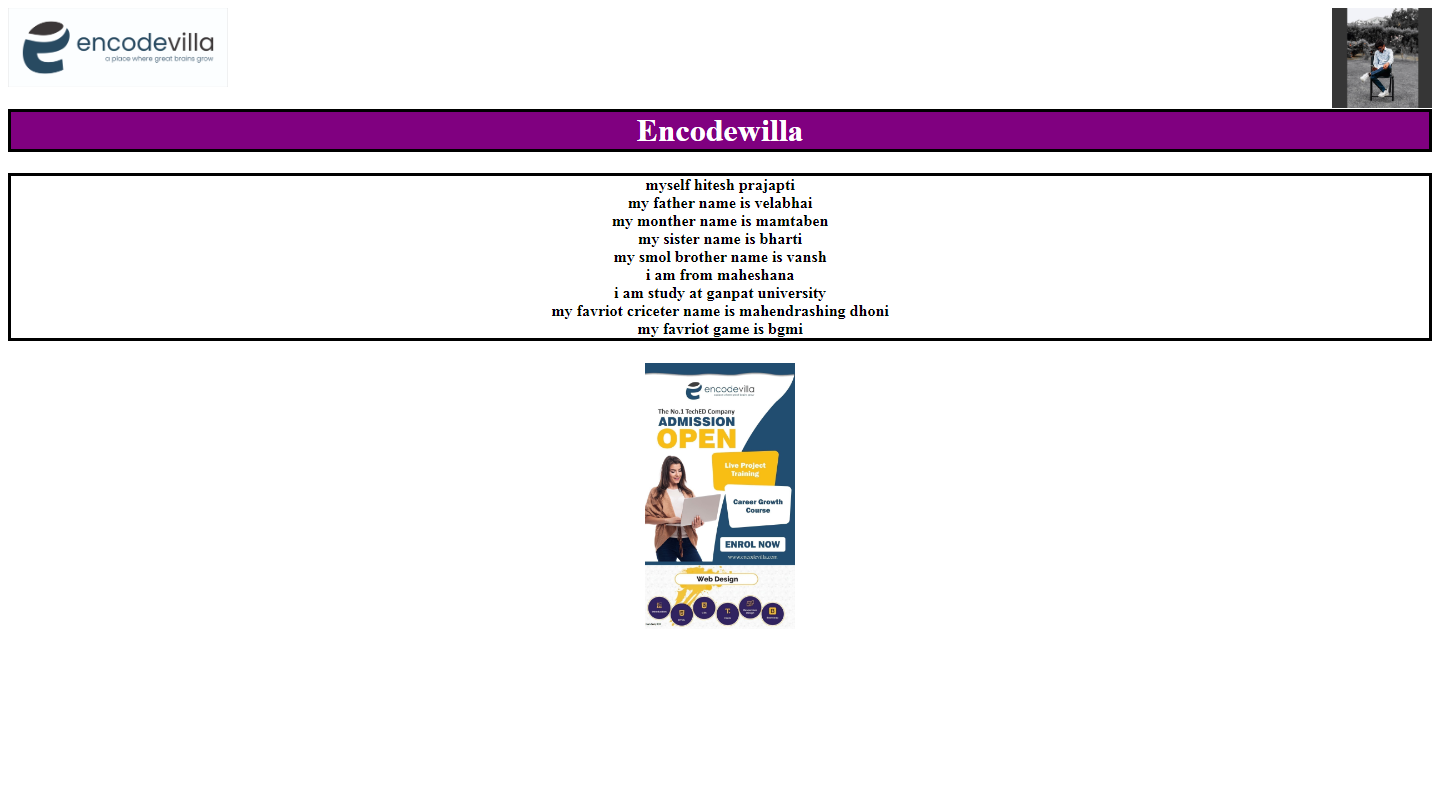 encodevilla
a place where great brains grow
Encodewilla
myself hitesh prajapti
my father name is velabhai
my monther name is mamtaben
my sister name is bharti
my smol brother name is vansh
i am from maheshana
i am study at ganpat university
my favriot criceter name is mahendrashing dhoni
my favriot game is bgmi
encodevilla
The No.1 TechED Company
ADMISSION
OPEN
Live Project
Training
Career Growth
Course
ENROL NOW
www.encodevilla.com
Web Design